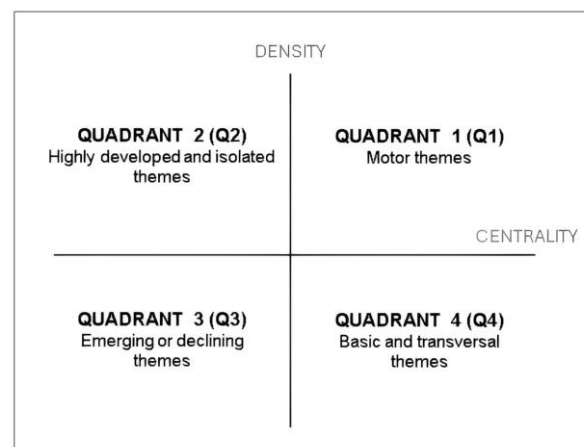 DENSITY
QUADRANT 2 (Q2)
Highly developed and isolated
themes
QUADRANT 1 (Q1)
Motor themes
CENTRALITY
QUADRANT 3 (Q3)
Emerging or declining
themes
QUADRANT 4 (Q4)
Basic and transversal
themes